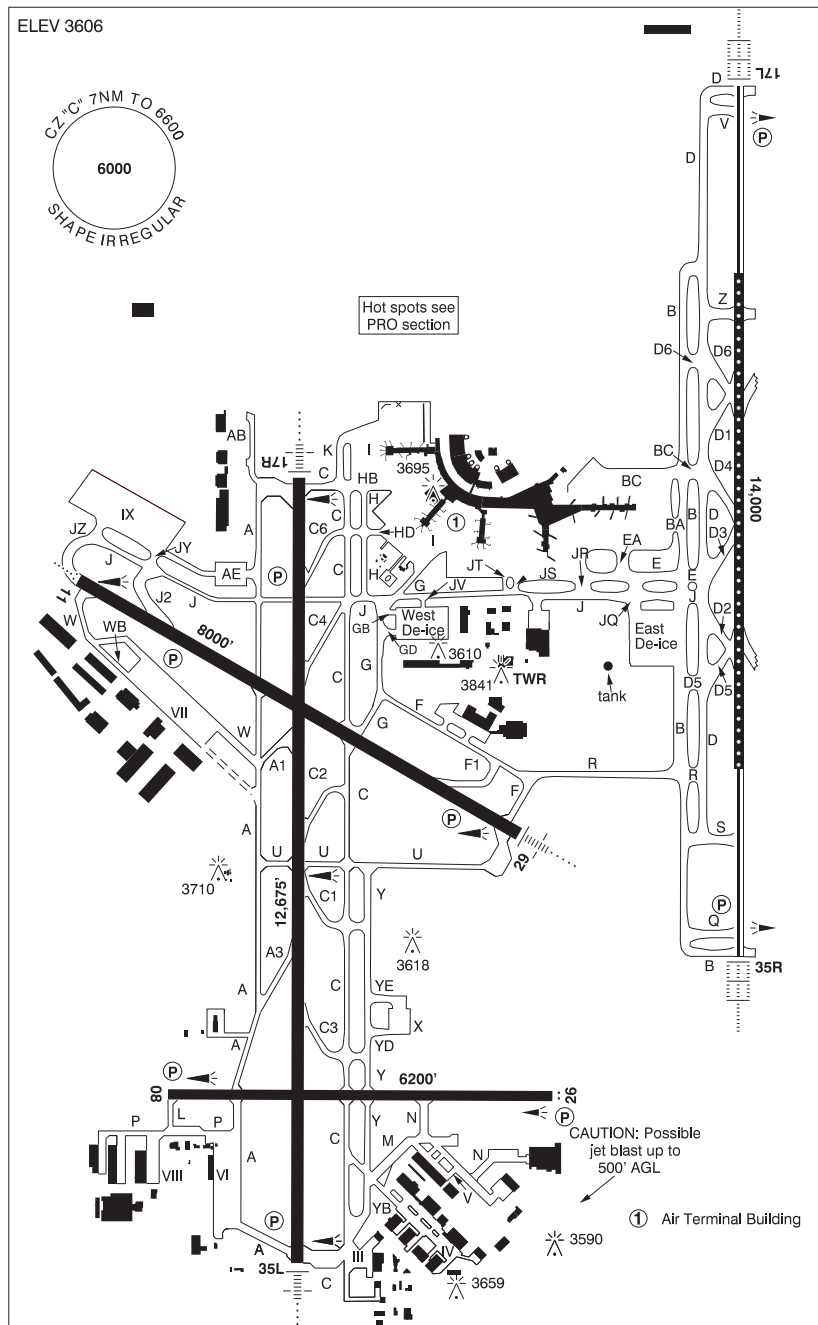 ELEV 3606
CZ "C" 7NM TO 6600
6000
SHAPE IRREGULAR
17L
D
V
P
D
Hot spots see
PRO section
B
Z
D6
D6
AB
17R
K
I
C
3695
HB
H
D1
BC
D4
14,000
IX
A
C
C6
HD
1
I
BC
D
BA
B
D3
JZ
JY
J
AE
P
C
H
JT
JS
JR
EA
E
E
11
J2
J
G
JV
J
J
8000'
C4
J
GB
West
De-ice
JQ
East
De-ice
D2
W
WB
P
GD
3610
G
3841
TWR
tank
D5
D5
VII
W
C
F
B
D
G
A1
C2
F1
R
R
C
F
A
P
S
29
U
U
U
3710
C1
Y
P
12,675'
Q
A3
3618
35R
B
A
C
YE
X
C3
YD
A
P
Y
6200'
08
26
P
L
P
P
Y
N
C
M
CAUTION: Possible
jet blast up to
500' AGL
A
N
VIII
VI
V
YB
P
1 Air Terminal Building
A
III
IV
3590
35L
C
3659